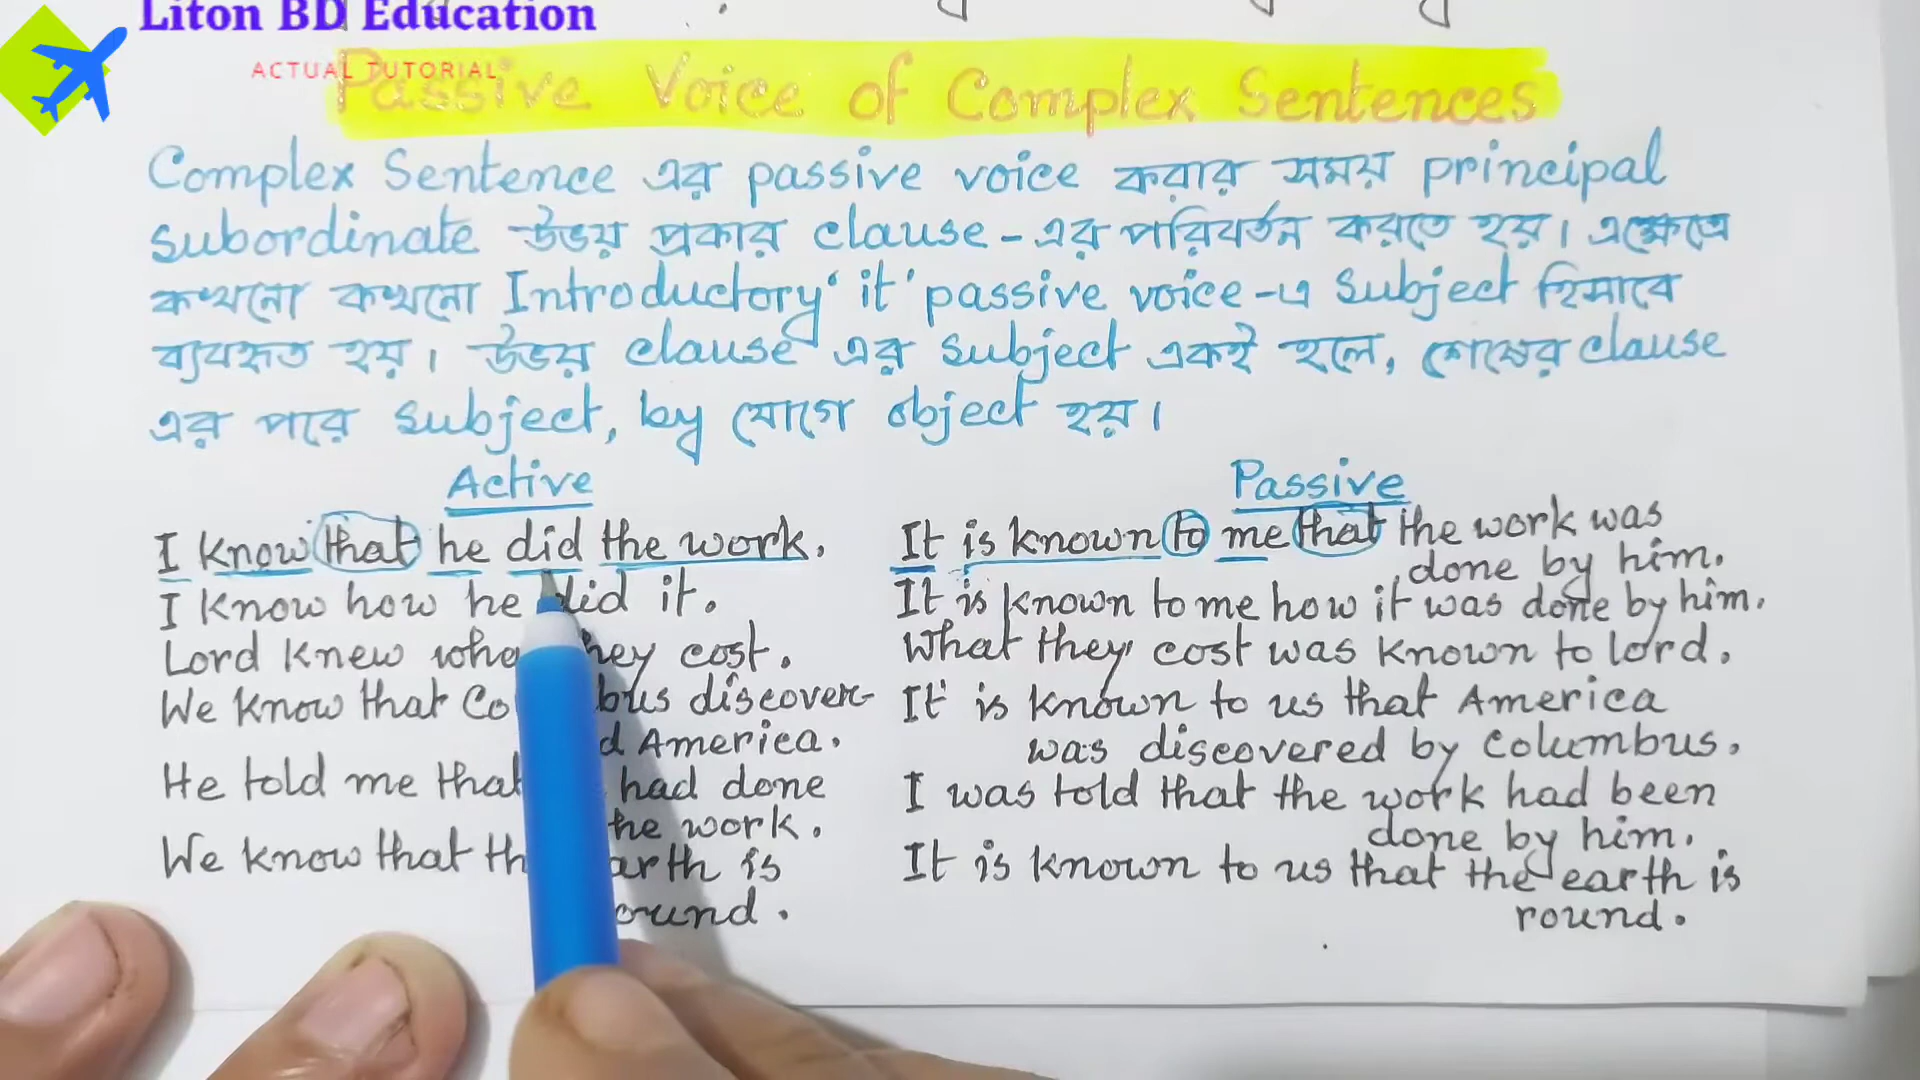 Liton BD Education
ACTUAL TUTORIAL
Passive Voice of Complex Sentences
Complex Sentence এর passive voice করার সময় principal
subordinate উভয় প্রকার clause-এর পরিবর্তন করতে হয়। এক্ষেত্রে
কখনো কখনো Introductory 'it' passive voice-এ subject হিসাবে
ব্যবহৃত হয়। উভয় clause এর subject একই হলে, শেষের clause
এর পরে subject, by যোগে object হয়।
Active
I know that he did the work.
I know how he did it.
Lord knew they cost.
We know that discover-
America.
He told me that had done
the work.
We know that is
Passive
It is known to me that the work was
done by him.
It is known to me how it was done by him.
What they cost was known to lord.
It is known to us that America
was discovered by Columbus.
I was told that the work had been
done by him.
It is known to us that the earth is
round.